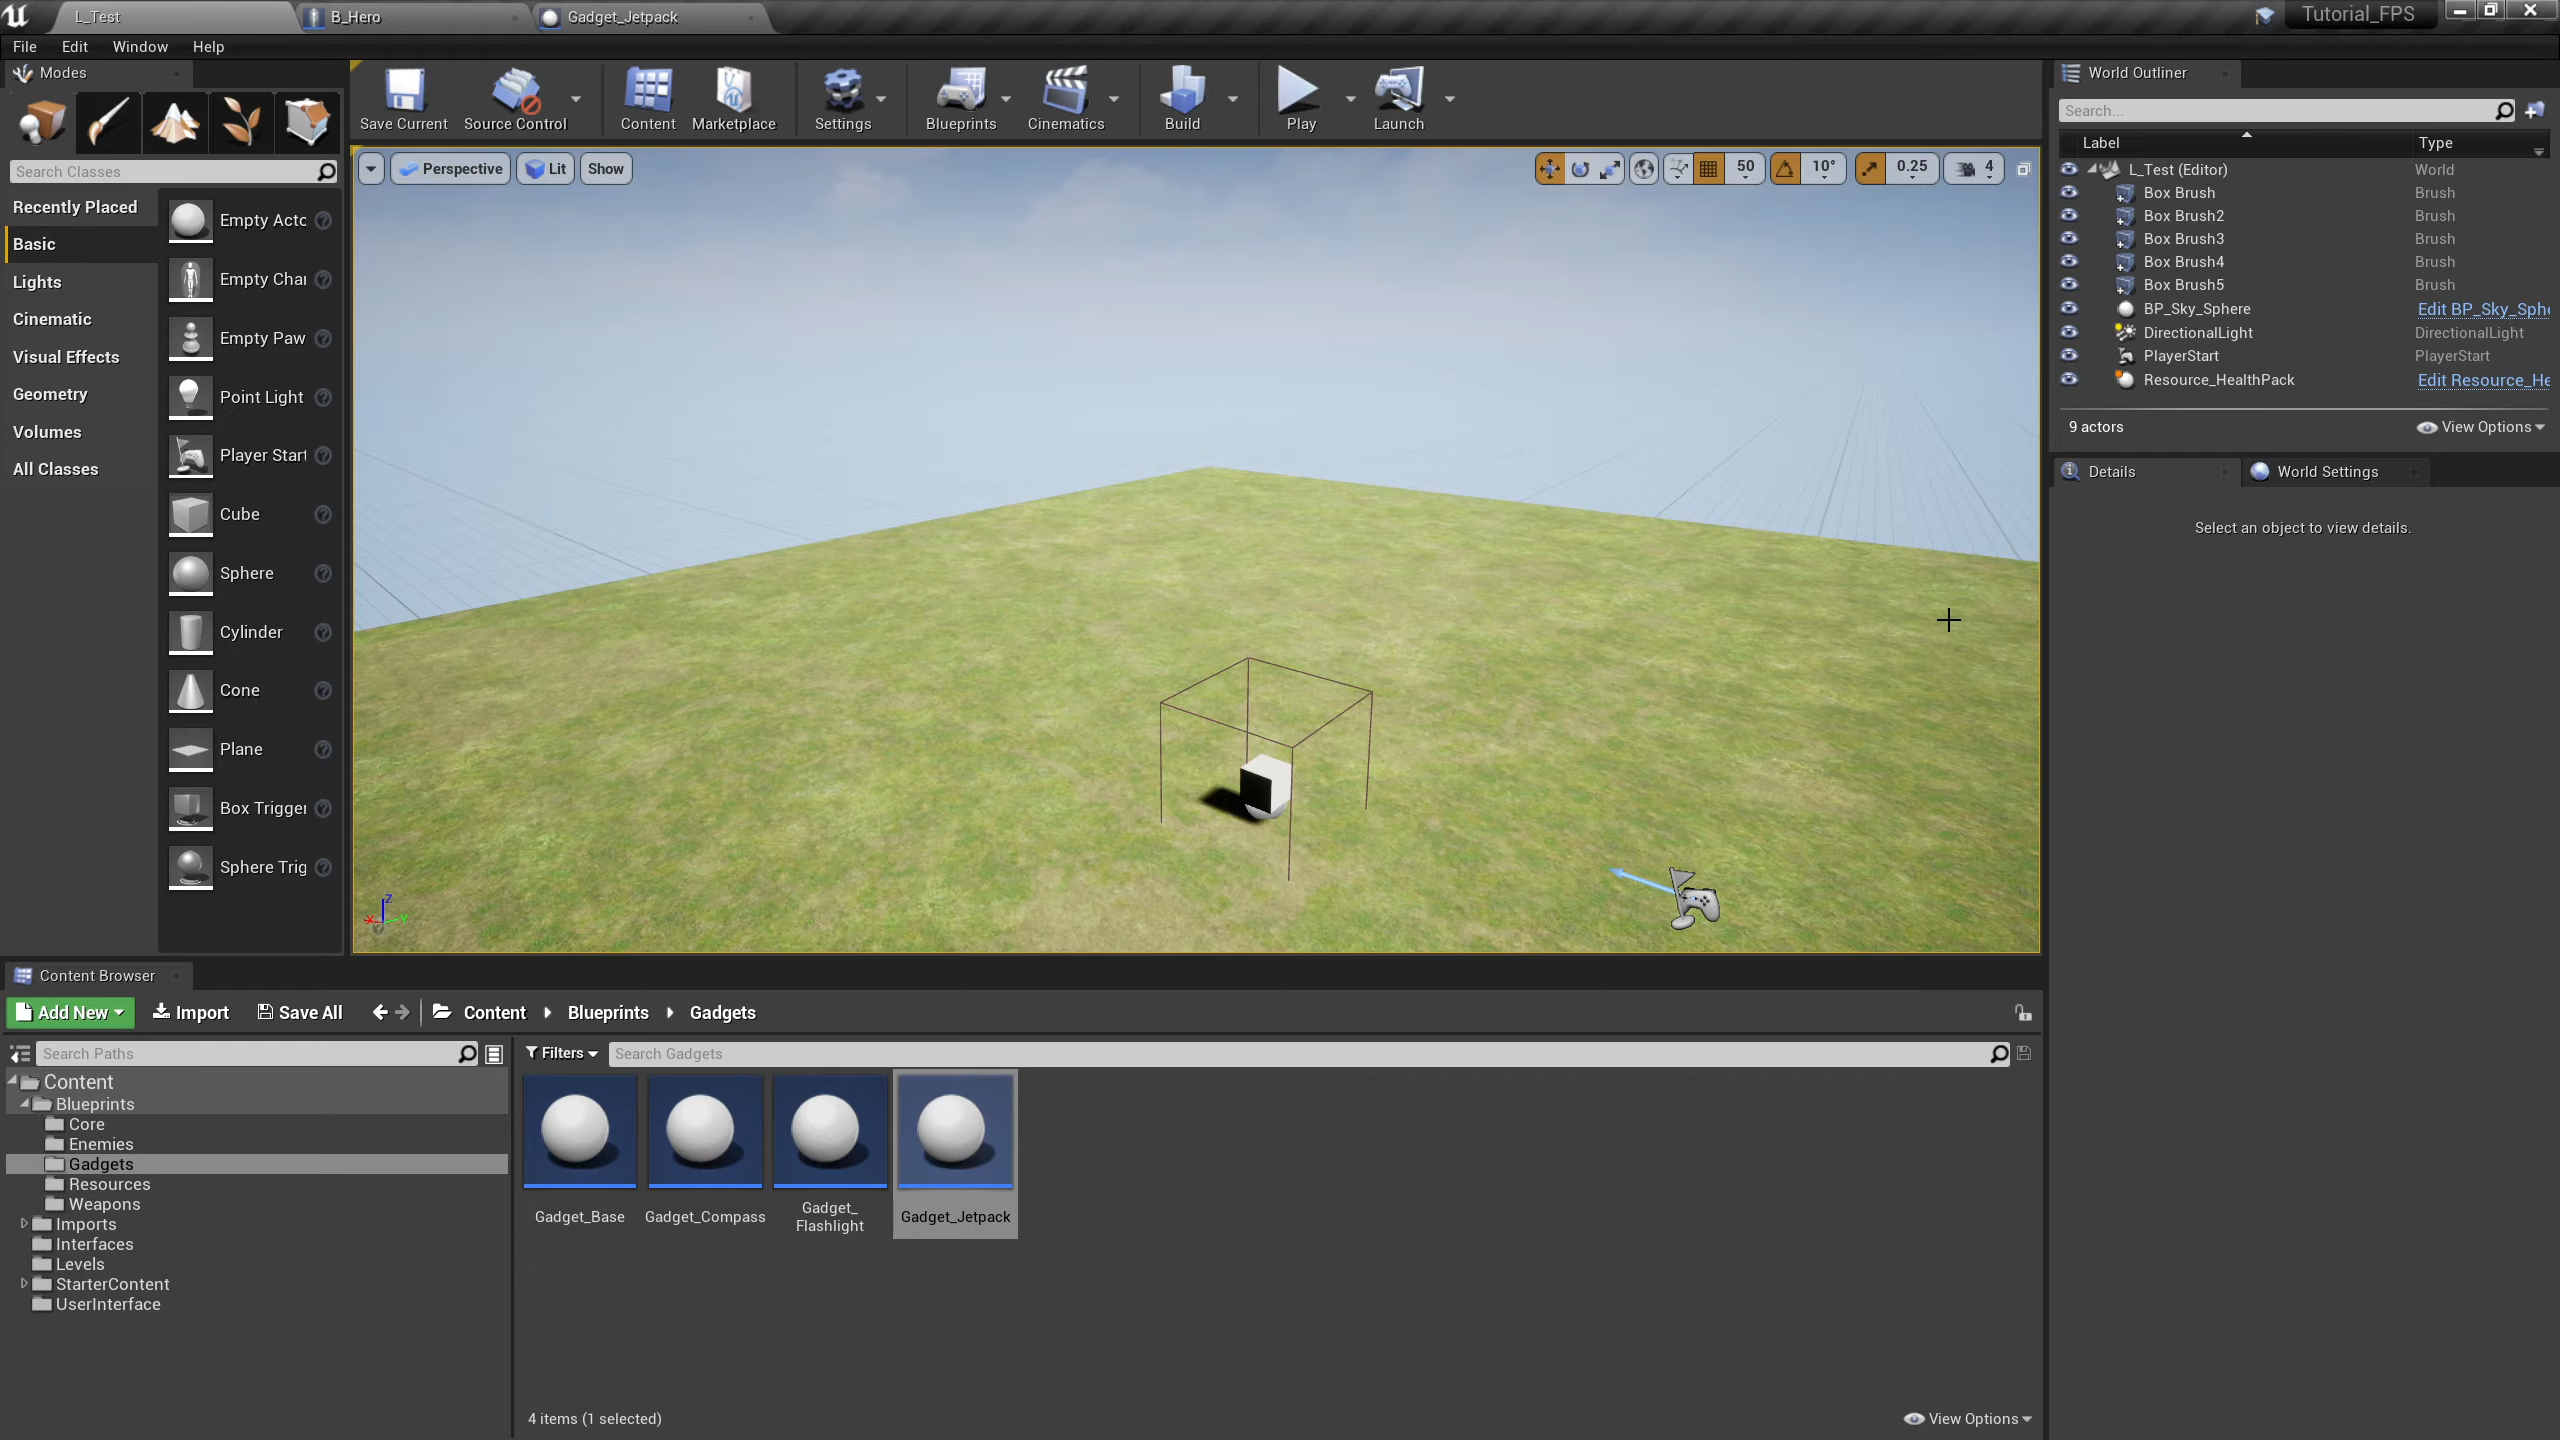 L_Test
B_Hero
Gadget_Jetpack
Tutorial_FPS
File Edit Window Help
Modes
Save Current
Source Control
Content
Marketplace
Settings
Blueprints
Cinematics
Build
Play
Launch
Search Classes
Recently Placed
Basic
Lights
Cinematic
Visual Effects
Geometry
Volumes
All Classes
Empty Acto
Empty Char
Empty Paw
Point Light
Player Start
Cube
Sphere
Cylinder
Cone
Plane
Box Trigger
Sphere Trig
Perspective
Lit
Show
50
10°
0.25
4
Z
X
Y
World Outliner
Search...
Label Type
L_Test (Editor) World
Box Brush Brush
Box Brush2 Brush
Box Brush3 Brush
Box Brush4 Brush
Box Brush5 Brush
BP_Sky_Sphere Edit BP_Sky_Sphe
DirectionalLight DirectionalLight
PlayerStart PlayerStart
Resource_HealthPack Edit Resource_He
9 actors
View Options
Details
World Settings
Select an object to view details.
Content Browser
Add New
Import
Save All
Content
Blueprints
Gadgets
Search Paths
Content
Blueprints
Core
Enemies
Gadgets
Resources
Weapons
Imports
Interfaces
Levels
StarterContent
UserInterface
Filters
Search Gadgets
Gadget_Base
Gadget_Compass
Gadget_
Flashlight
Gadget_Jetpack
4 items (1 selected)
View Options